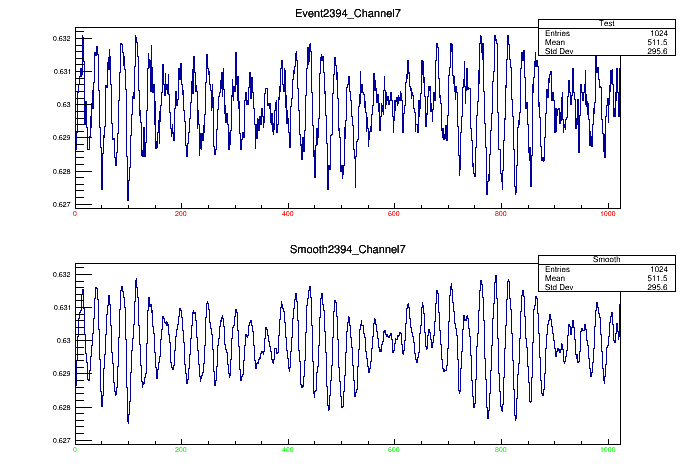 Event2394_Channel7
Test
Entries 1024
Mean 511.5
Std Dev 295.6
0.632
0.631
0.63
0.629
0.628
0.627
0 200 400 600 800 1000
Smooth2394_Channel7
Smooth
Entries 1024
Mean 511.5
Std Dev 295.6
0.632
0.631
0.63
0.629
0.628
0.627
0 200 400 600 800 1000